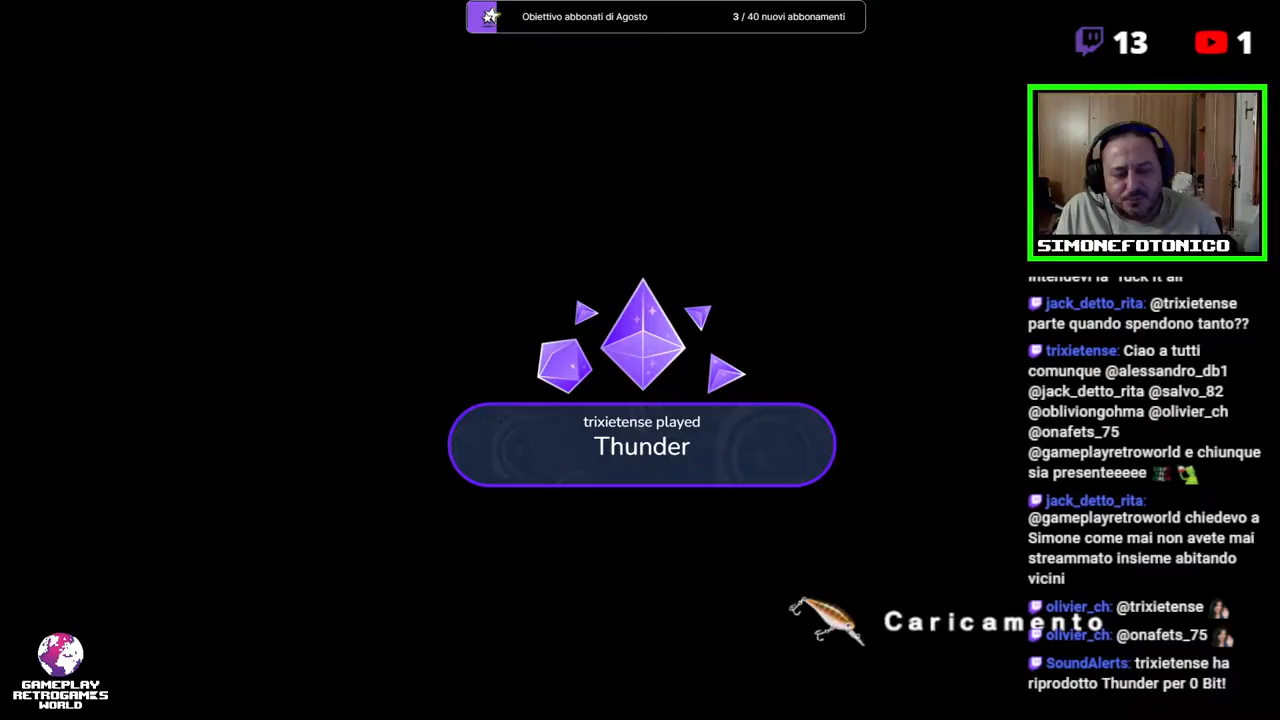 Obiettivo abbonati di Agosto
3 / 40 nuovi abbonamenti
13
1
SIMONEFOTONICO
jack_detto_rita: @trixietense
parte quando spendono tanto??
trixietense: Ciao a tutti
comunque @alessandro_db1
@jack_detto_rita @salvo_82
@obliviongohma @olivier_ch
@onafets_75
@gameplayretroworld e chiunque
sia presenteeeee
jack_detto_rita:
@gameplayretroworld chiedevo a
Simone come mai non avete mai
streammato insieme abitando
vicini
olivier_ch: @trixietense
olivier_ch: @onafets_75
SoundAlerts: trixietense ha
riprodotto Thunder per 0 Bit!
trixietense played
Thunder
Caricamento
GAMEPLAY
RETROGAMES
WORLD